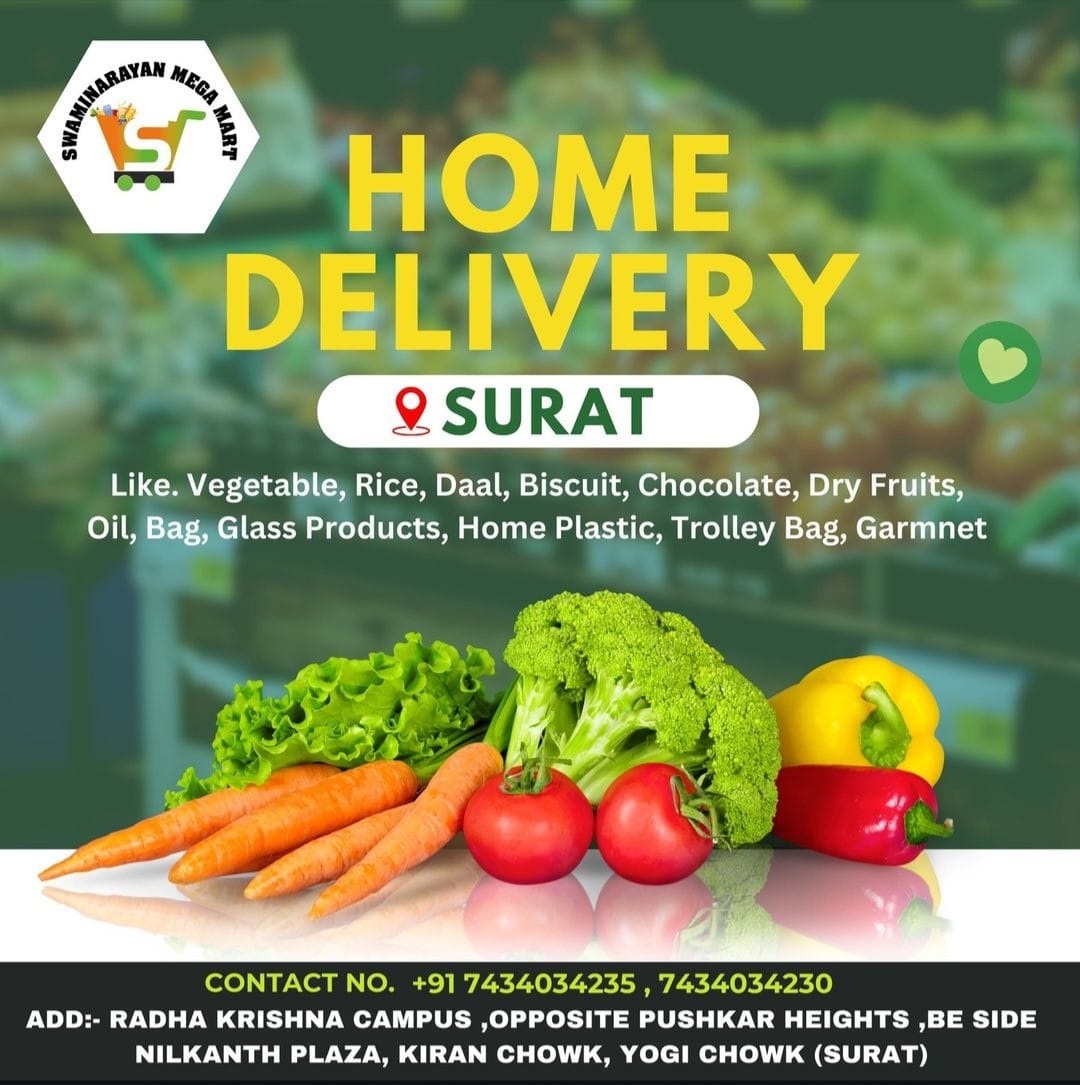 SWAMINARAYAN MEGA MART
HOME
DELIVERY
SURAT
Like. Vegetable, Rice, Daal, Biscuit, Chocolate, Dry Fruits,
Oil, Bag, Glass Products, Home Plastic, Trolley Bag, Garmnet
CONTACT NO. +91 7434034235 , 7434034230
ADD:- RADHA KRISHNA CAMPUS ,OPPOSITE PUSHKAR HEIGHTS ,BE SIDE
NILKANTH PLAZA, KIRAN CHOWK, YOGI CHOWK (SURAT)